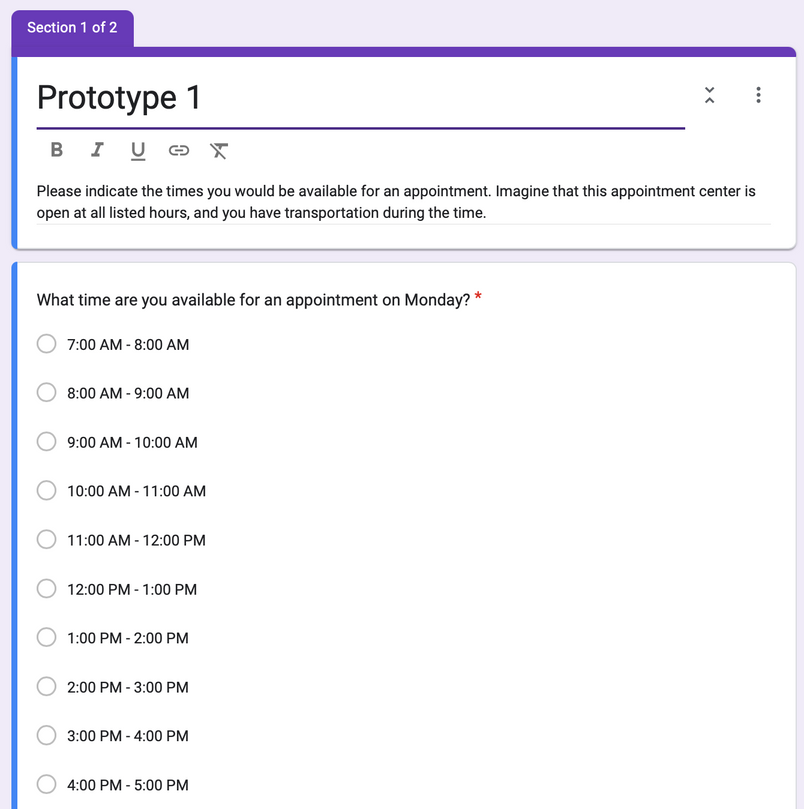 Section 1 of 2
Prototype 1
B I U
Please indicate the times you would be available for an appointment. Imagine that this appointment center is
open at all listed hours, and you have transportation during the time.
What time are you available for an appointment on Monday? *
7:00 AM - 8:00 AM
8:00 AM - 9:00 AM
9:00 AM - 10:00 AM
10:00 AM - 11:00 AM
11:00 AM - 12:00 PM
12:00 PM - 1:00 PM
1:00 PM - 2:00 PM
2:00 PM - 3:00 PM
3:00 PM - 4:00 PM
4:00 PM - 5:00 PM